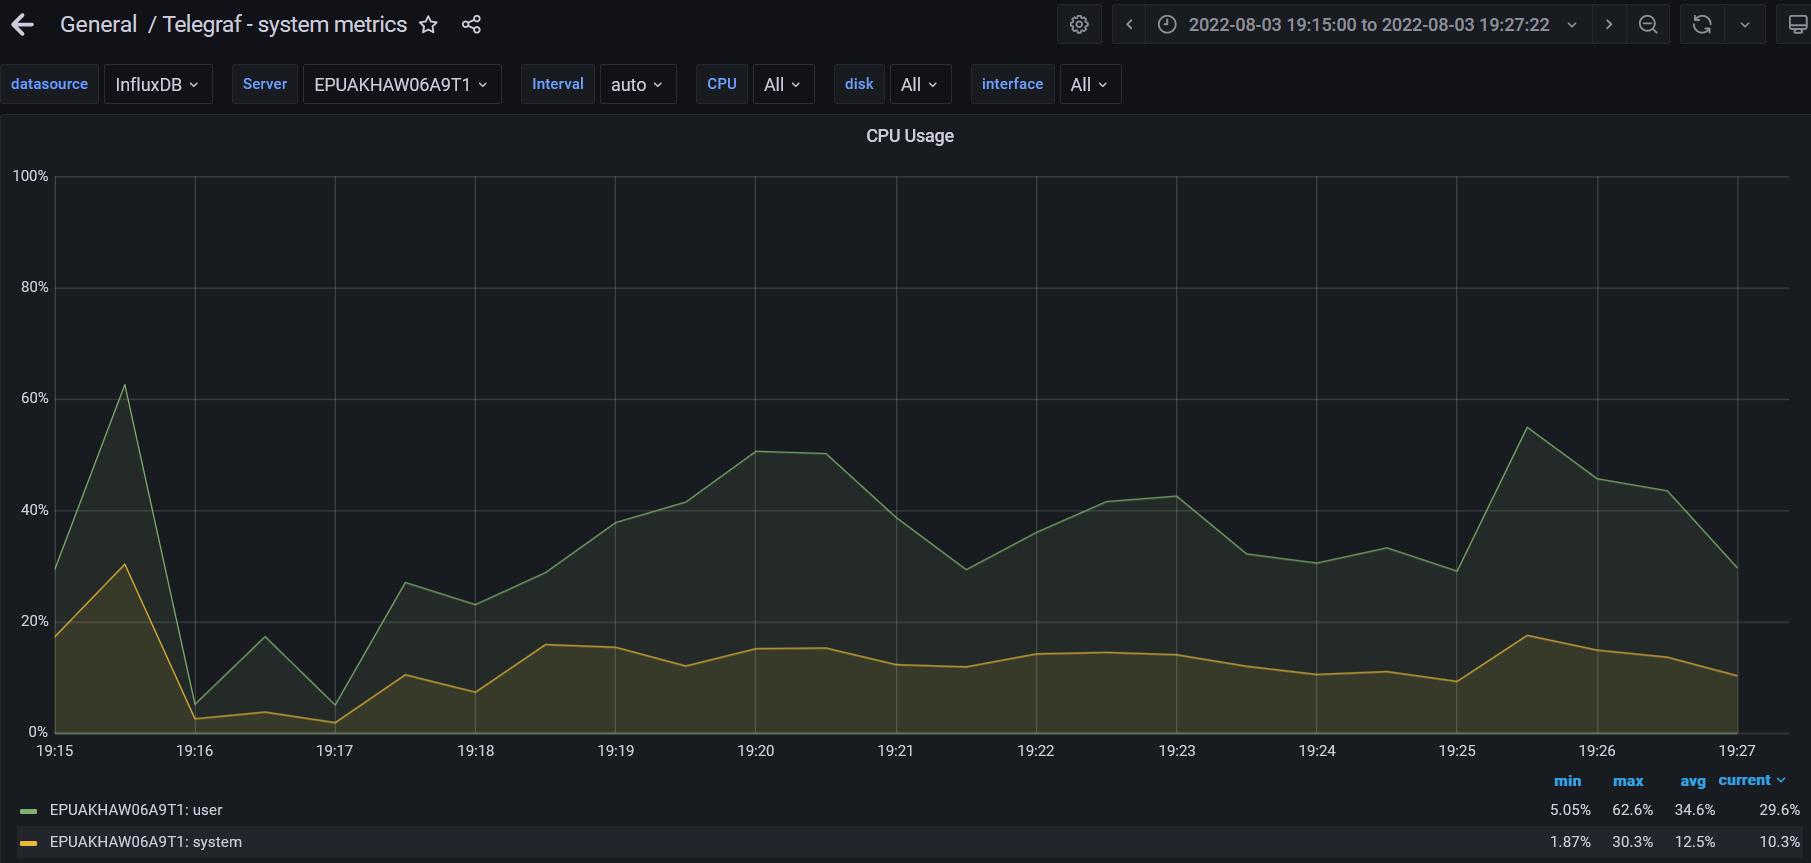 General / Telegraf - system metrics 2022-08-03 19:15:00 to 2022-08-03 19:27:22
datasource InfluxDB Server EPUAKHAW06A9T1 Interval auto CPU All disk All interface All
CPU Usage
100%
80%
60%
40%
20%
0%
19:15 19:16 19:17 19:18 19:19 19:20 19:21 19:22 19:23 19:24 19:25 19:26 19:27
min max avg current
EPUAKHAW06A9T1: user 5.05% 62.6% 34.6% 29.6%
EPUAKHAW06A9T1: system 1.87% 30.3% 12.5% 10.3%